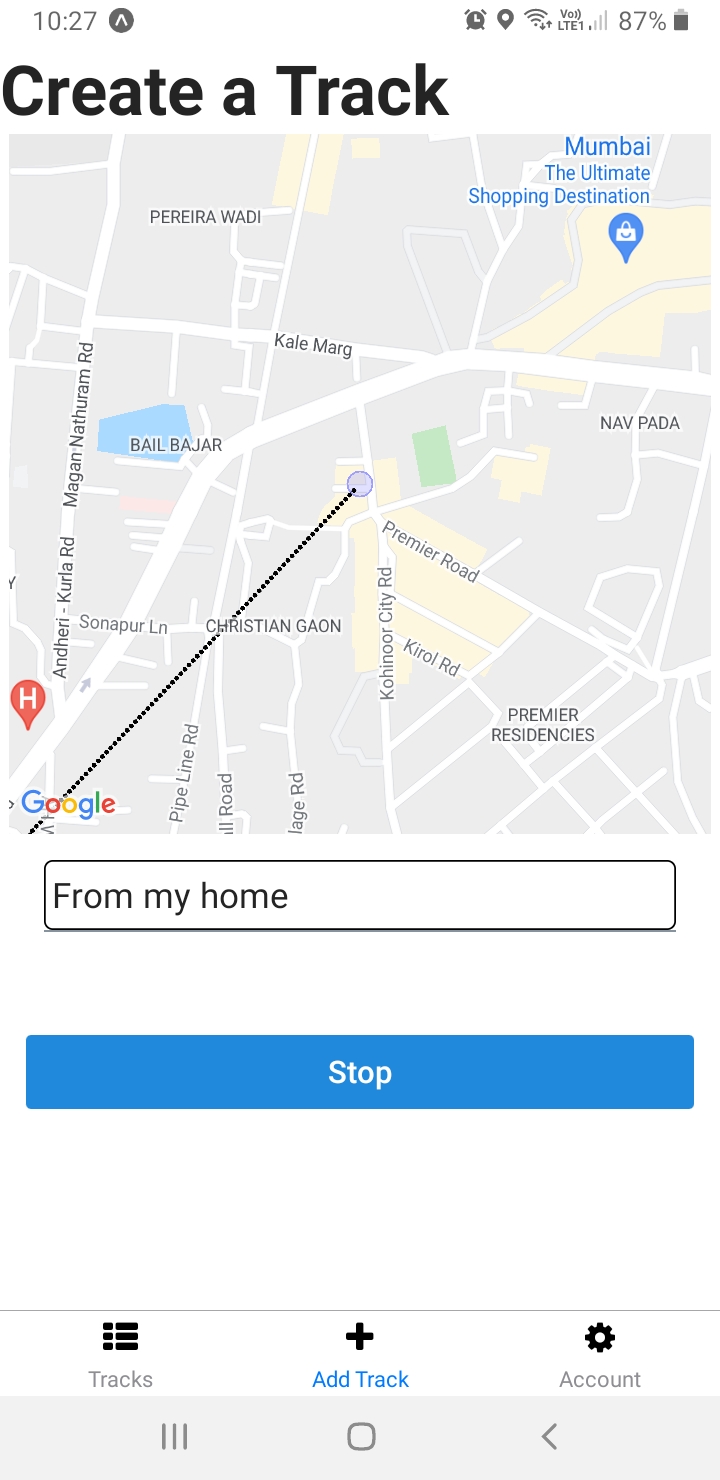 10:27 Vo)) LTE1 87%
Create a Track
Mumbai
The Ultimate
Shopping Destination
PEREIRA WADI
Kale Marg
Magan Nathuram Rd
NAV PADA
BAIL BAJAR
Premier Road
Andheri - Kurla Rd
Kohinoor City Rd
Y
Sonapur Ln
CHRISTIAN GAON
Kirol Rd
H
PREMIER
RESIDENCIES
Pipe Line Rd
ll Road
lage Rd
Google
From my home
Stop
Tracks
Add Track
Account